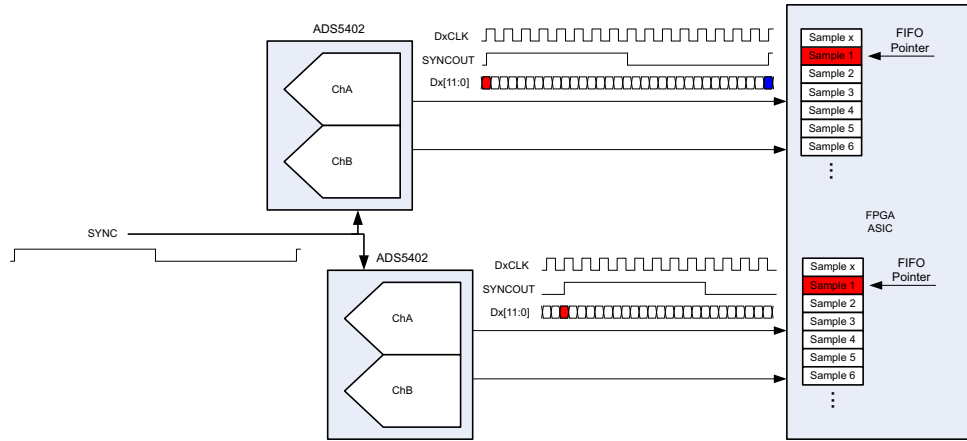 ADS5402
ChA
ChB
DxCLK
SYNCOUT
Dx[11:0]
Sample x
Sample 1
Sample 2
Sample 3
Sample 4
Sample 5
Sample 6
FIFO
Pointer
SYNC
FPGA
ASIC
ADS5402
ChA
ChB
DxCLK
SYNCOUT
Dx[11:0]
Sample x
Sample 1
Sample 2
Sample 3
Sample 4
Sample 5
Sample 6
FIFO
Pointer